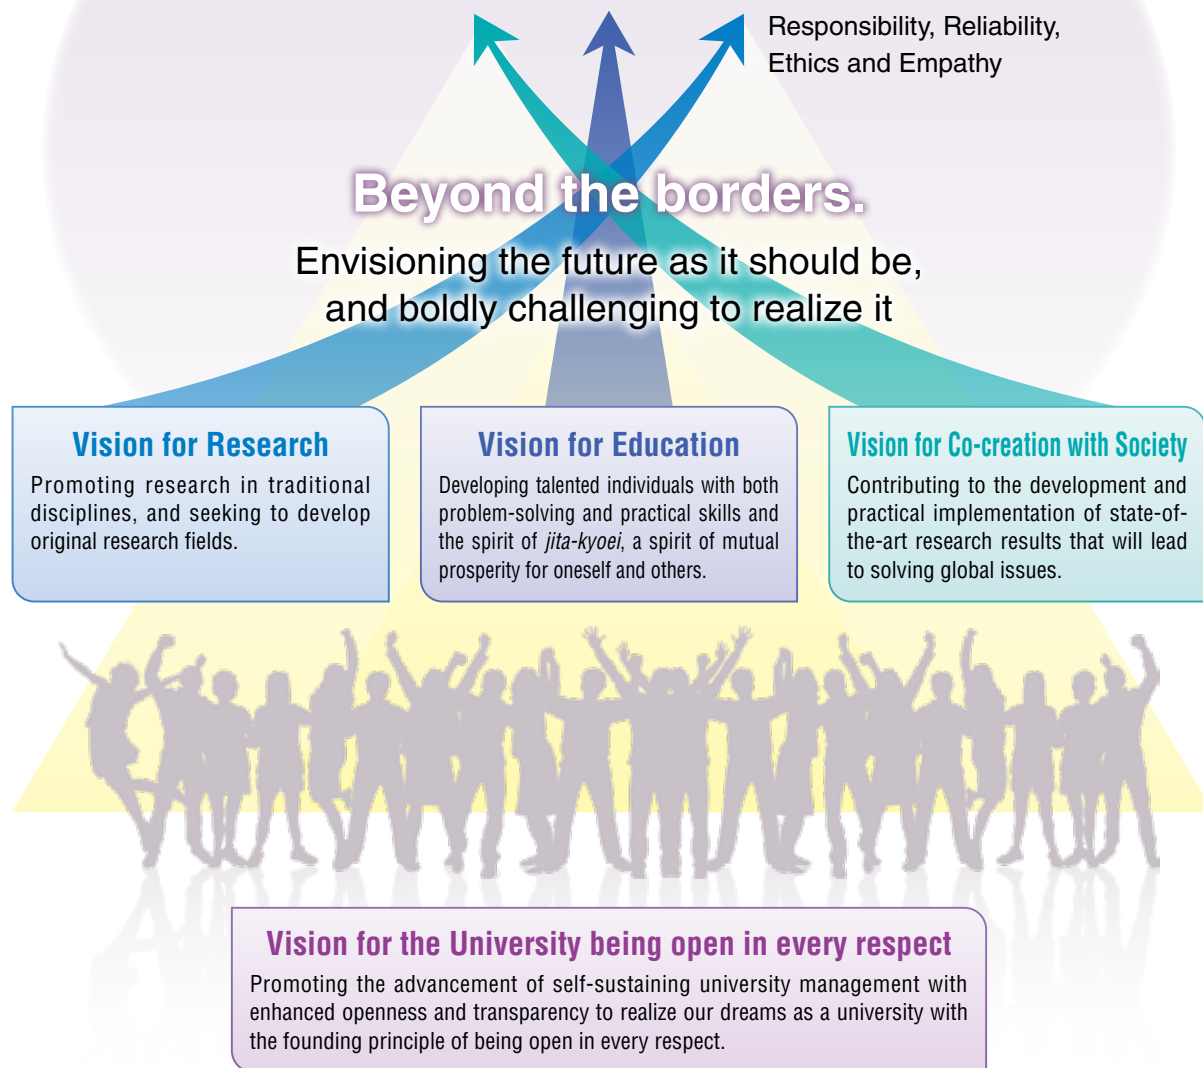 Responsibility, Reliability,
Ethics and Empathy
Beyond the borders.
Envisioning the future as it should be,
and boldly challenging to realize it
Vision for Research
Promoting research in traditional
disciplines, and seeking to develop
original research fields.
Vision for Education
Developing talented individuals with both
problem-solving and practical skills and
the spirit of jita-kyoei, a spirit of mutual
prosperity for oneself and others.
Vision for Co-creation with Society
Contributing to the development and
practical implementation of state-of-
the-art research results that will lead
to solving global issues.
Vision for the University being open in every respect
Promoting the advancement of self-sustaining university management with
enhanced openness and transparency to realize our dreams as a university with
the founding principle of being open in every respect.